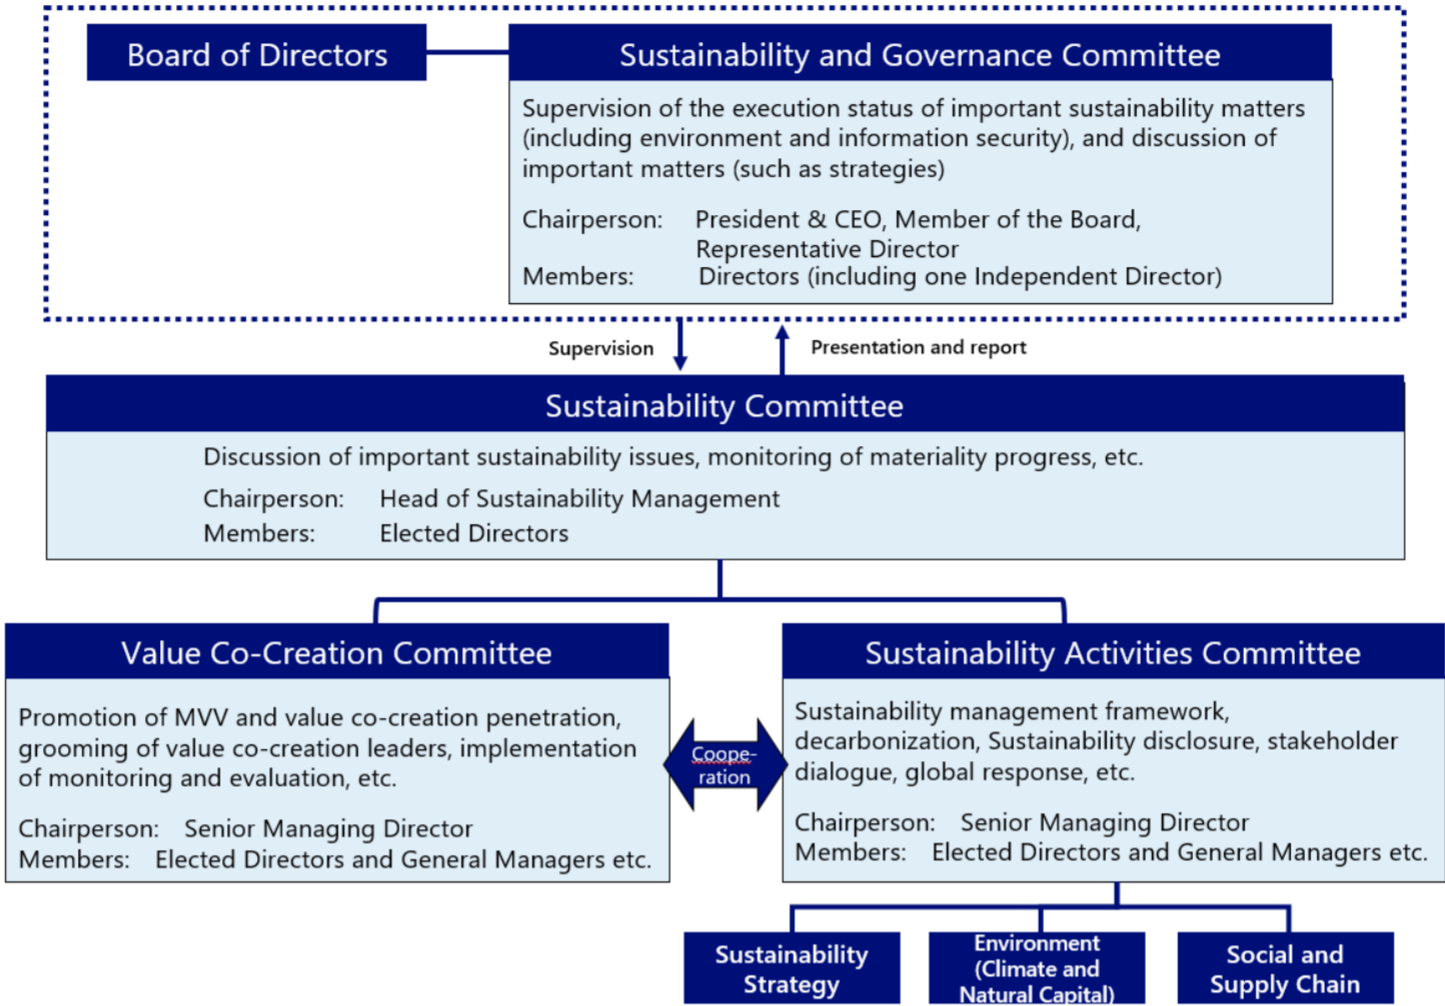 Board of Directors
Sustainability and Governance Committee
Supervision of the execution status of important sustainability matters
(including environment and information security), and discussion of
important matters (such as strategies)
Chairperson: President & CEO, Member of the Board,
Representative Director
Members: Directors (including one Independent Director)
Supervision
Presentation and report
Sustainability Committee
Discussion of important sustainability issues, monitoring of materiality progress, etc.
Chairperson: Head of Sustainability Management
Members: Elected Directors
Value Co-Creation Committee
Promotion of MVV and value co-creation penetration,
grooming of value co-creation leaders, implementation
of monitoring and evaluation, etc.
Chairperson: Senior Managing Director
Members: Elected Directors and General Managers etc.
Coope-
ration
Sustainability Activities Committee
Sustainability management framework,
decarbonization, Sustainability disclosure, stakeholder
dialogue, global response, etc.
Chairperson: Senior Managing Director
Members: Elected Directors and General Managers etc.
Sustainability
Strategy
Environment
(Climate and
Natural Capital)
Social and
Supply Chain